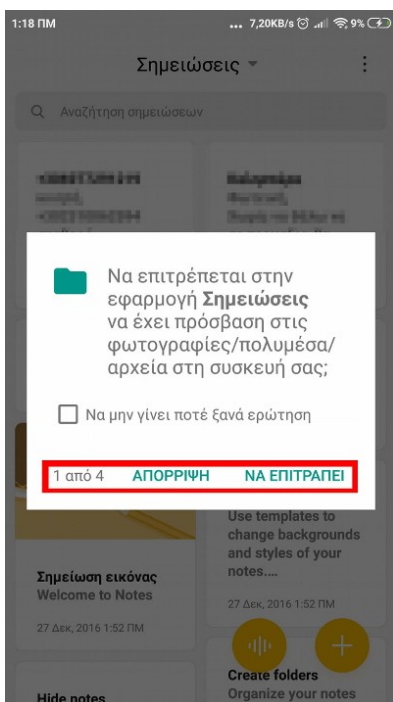 1:18 ΠΜ
... 7,20KB/s 9%
Σημειώσεις
Αναζήτηση σημειώσεων
Να επιτρέπεται στην
εφαρμογή Σημειώσεις
να έχει πρόσβαση στις
φωτογραφίες/πολυμέσα/
αρχεία στη συσκευή σας;
Να μην γίνει ποτέ ξανά ερώτηση
1 από 4 ΑΠΟΡΡΙΨΗ ΝΑ ΕΠΙΤΡΑΠΕΙ
Σημείωση εικόνας
Welcome to Notes
27 Δεκ, 2016 1:52 ΠΜ
Use templates to
change backgrounds
and styles of your
notes....
27 Δεκ, 2016 1:52 ΠΜ
Create folders
Organize your notes
Hide notes